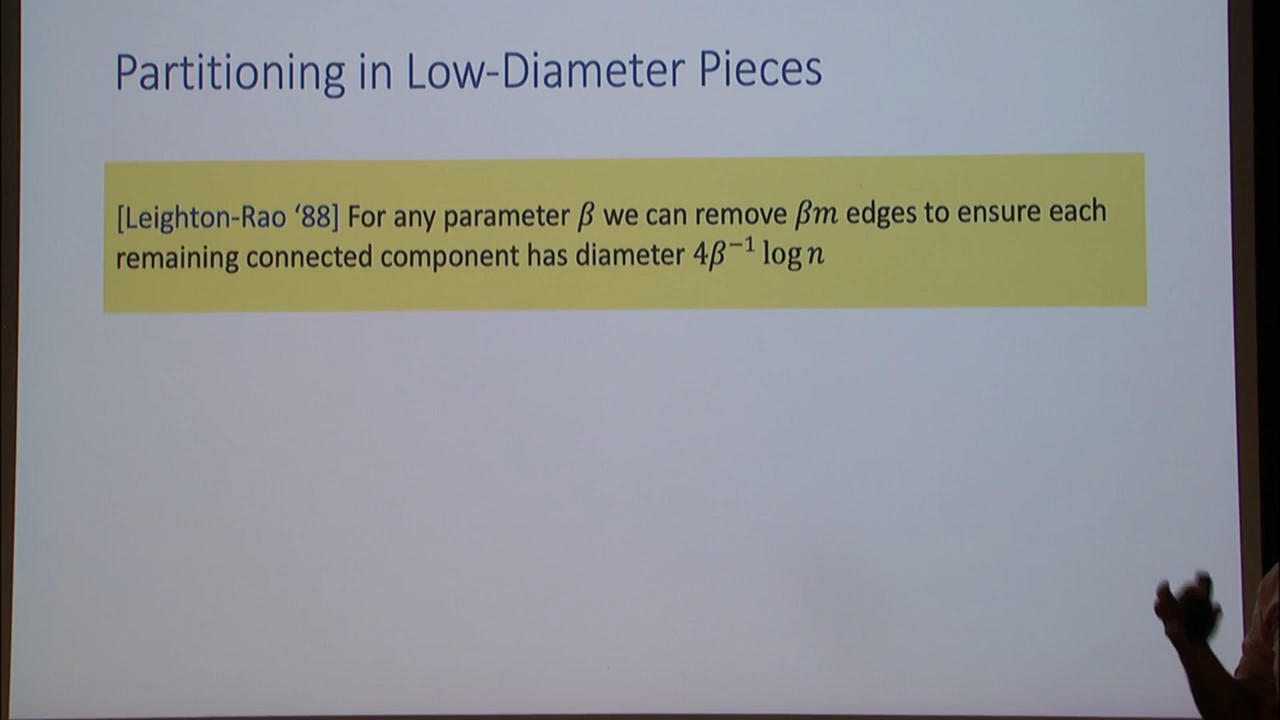 Partitioning in Low-Diameter Pieces
[Leighton-Rao ‘88] For any parameter β we can remove βm edges to ensure each
remaining connected component has diameter 4β⁻¹ log n